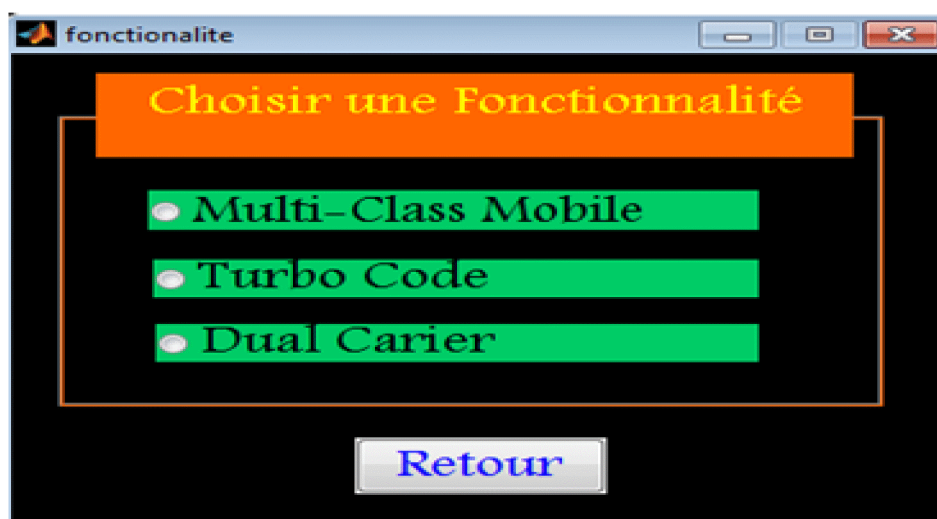 fonctionalite
Choisir une Fonctionnalité
Multi-Class Mobile
Turbo Code
Dual Carier
Retour